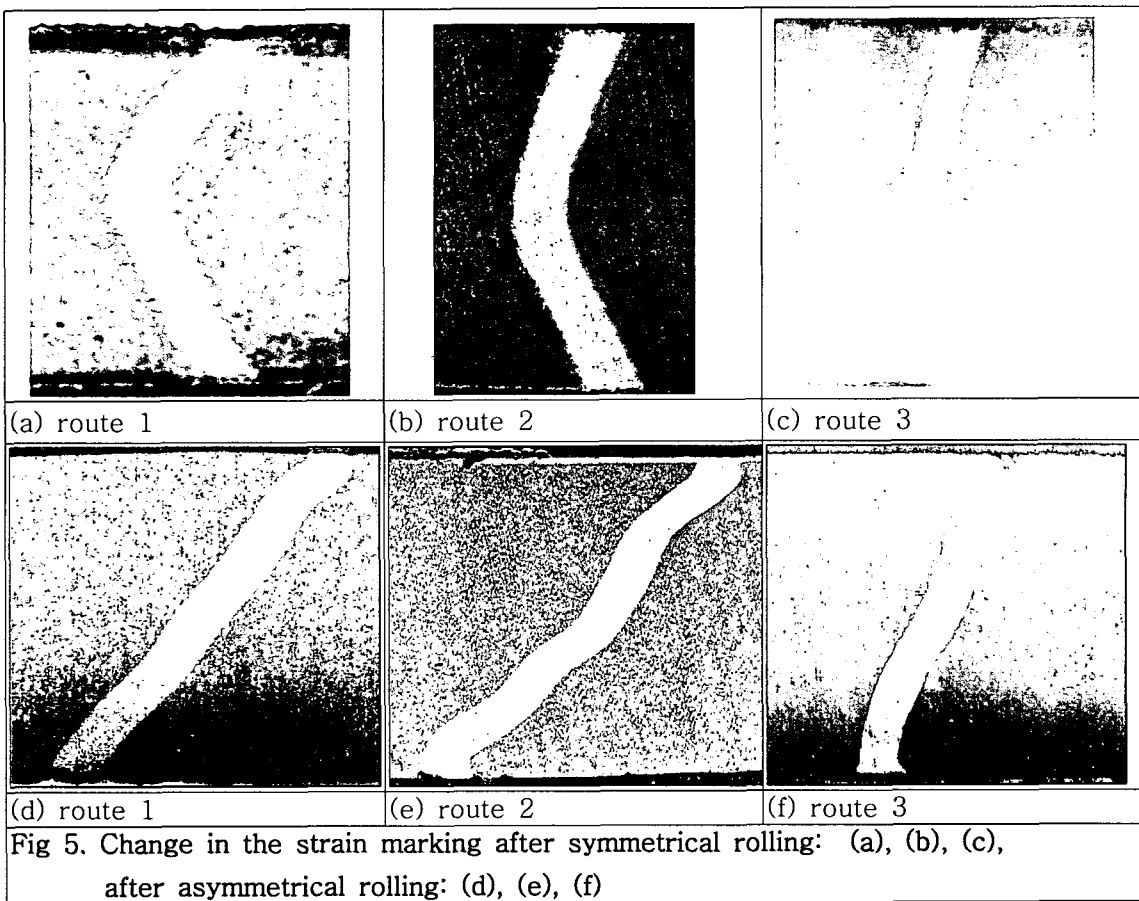 (a) route 1
(b) route 2
(c) route 3
(d) route 1
(e) route 2
(f) route 3
Fig 5. Change in the strain marking after symmetrical rolling: (a), (b), (c),
after asymmetrical rolling: (d), (e), (f)